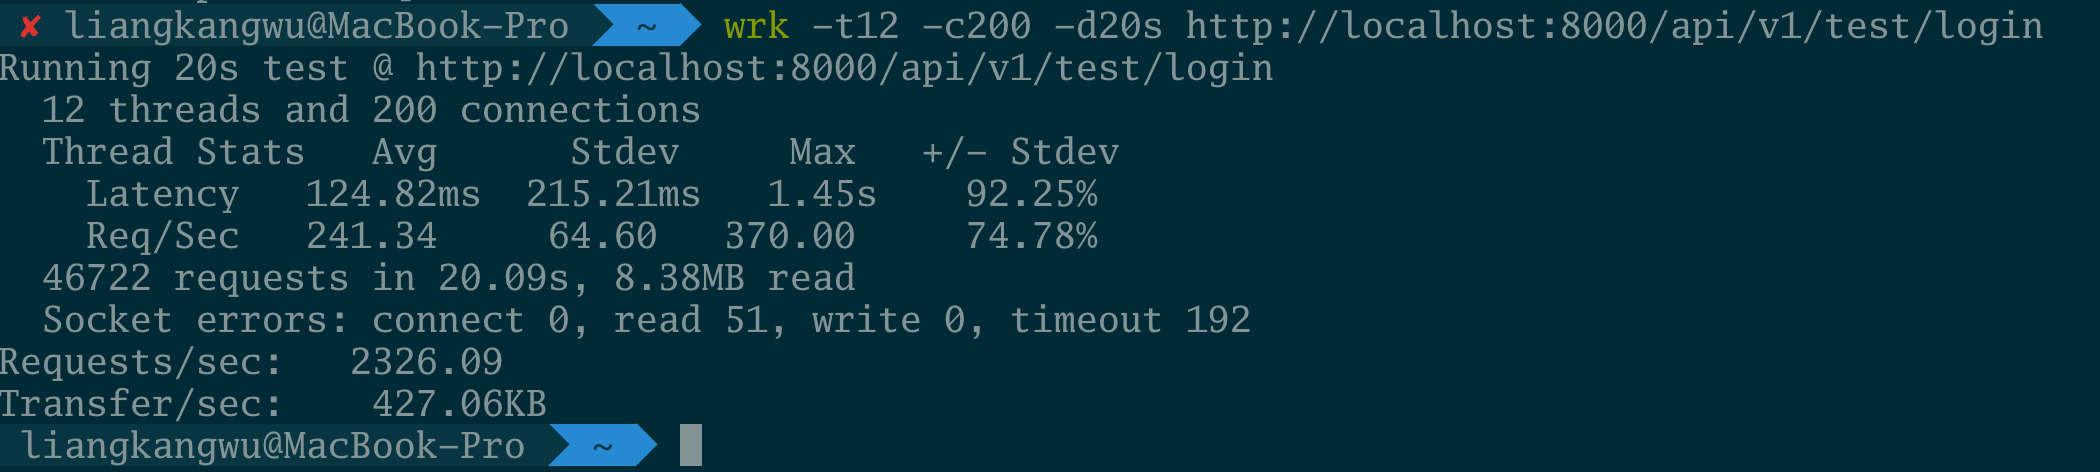 ✘ liangkangwu@MacBook-Pro ~ wrk -t12 -c200 -d20s http://localhost:8000/api/v1/test/login
Running 20s test @ http://localhost:8000/api/v1/test/login
12 threads and 200 connections
Thread Stats Avg Stdev Max +/- Stdev
Latency 124.82ms 215.21ms 1.45s 92.25%
Req/Sec 241.34 64.60 370.00 74.78%
46722 requests in 20.09s, 8.38MB read
Socket errors: connect 0, read 51, write 0, timeout 192
Requests/sec: 2326.09
Transfer/sec: 427.06KB
liangkangwu@MacBook-Pro ~